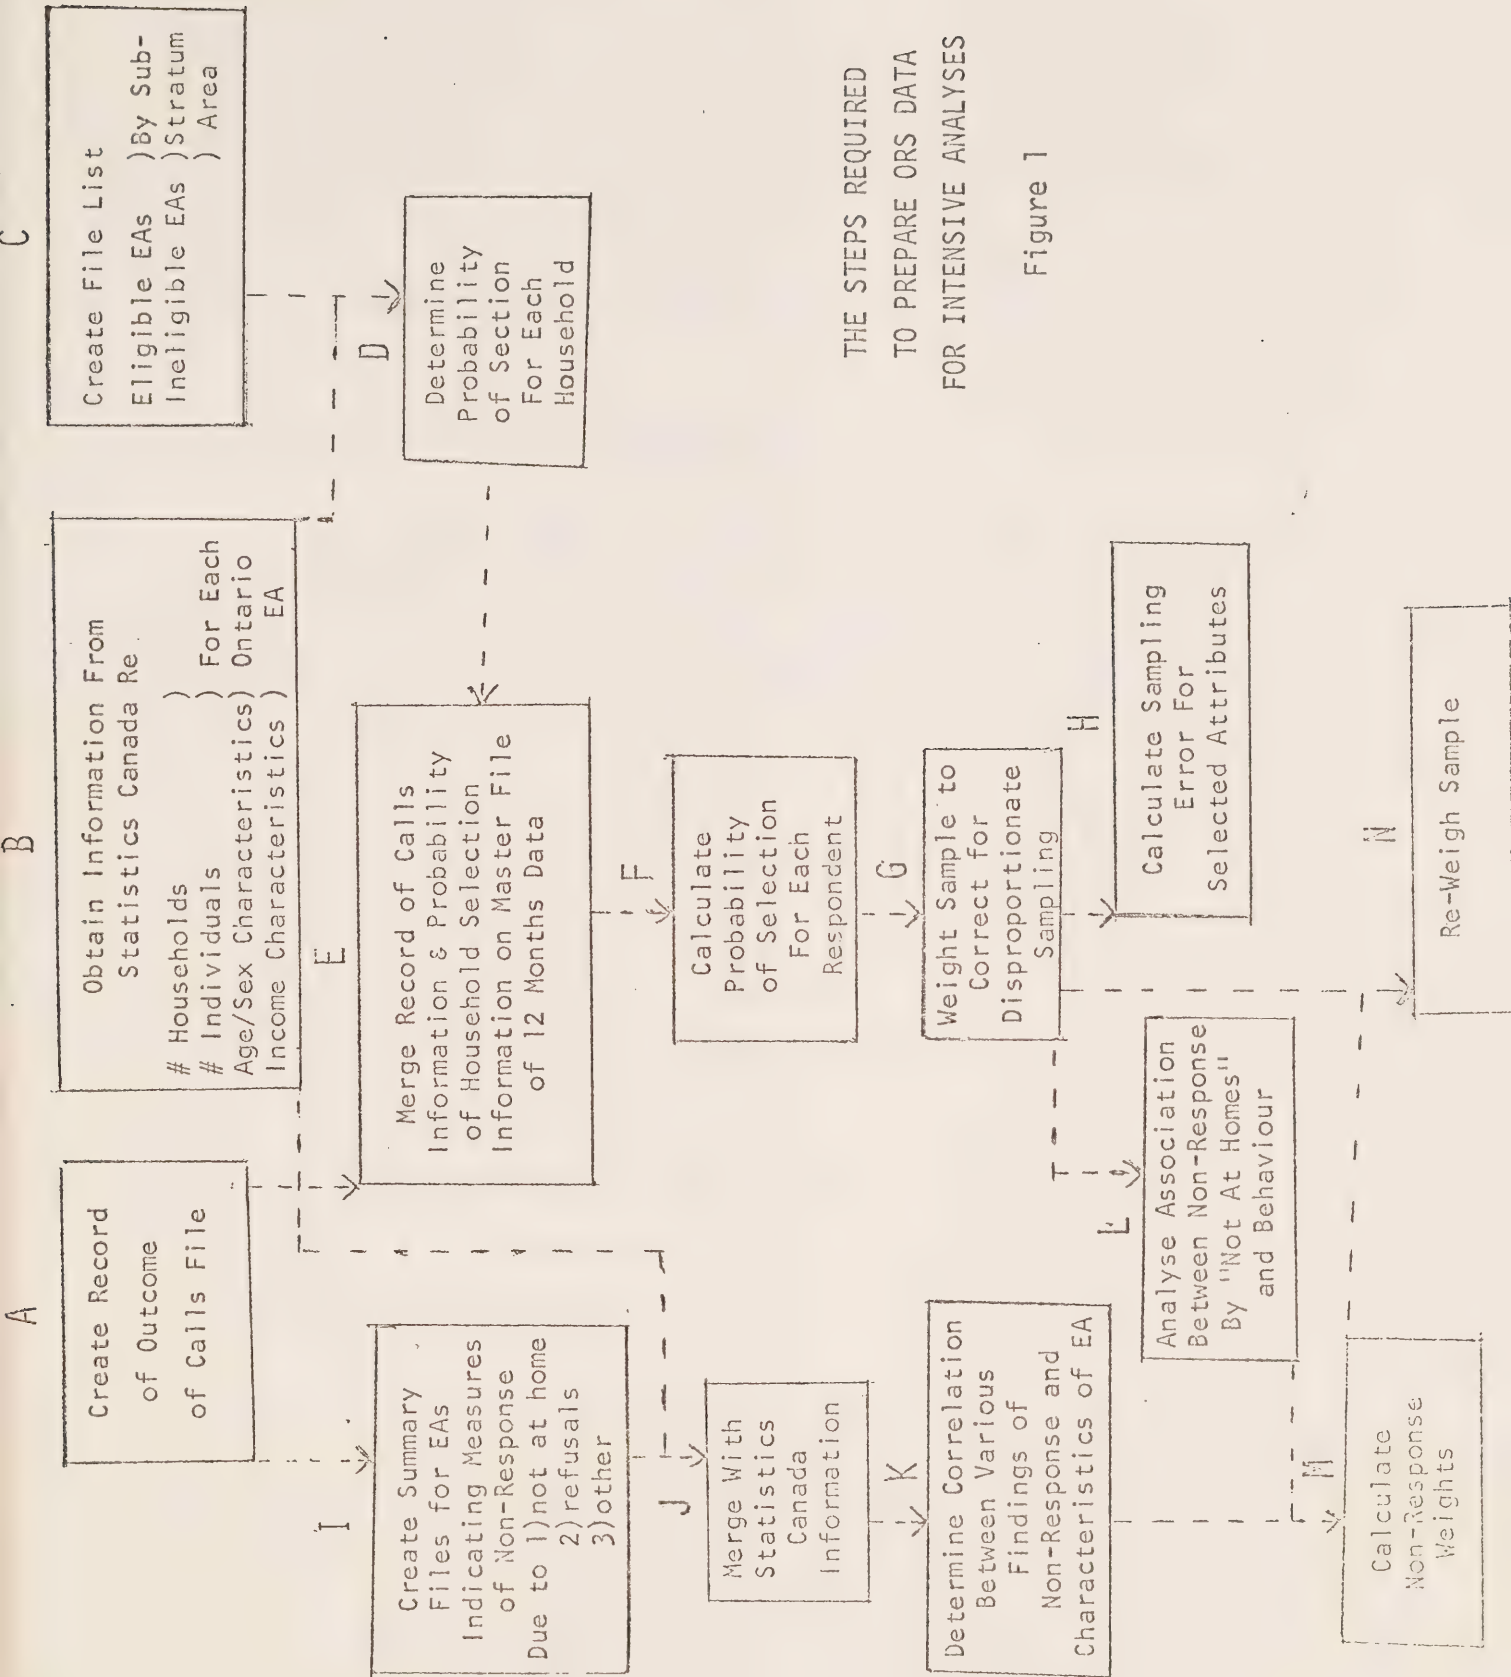 A
Create Record
of Outcome
of Calls File
B
Obtain Information From
Statistics Canada Re
# Households )
# Individuals ) For Each
Age/Sex Characteristics) Ontario
Income Characteristics ) EA
C
Create File List
Eligible EAs )By Sub-
Ineligible EAs )Stratum
) Area
D
Determine
Probability
of Section
For Each
Household
E
Merge Record of Calls
Information & Probability
of Household Selection
Information on Master File
of 12 Months Data
F
Calculate
Probability
of Selection
For Each
Respondent
G
Weight Sample to
Correct for
Disproportionate
Sampling
H
Calculate Sampling
Error For
Selected Attributes
I
Create Summary
Files for EAs
Indicating Measures
of Non-Response
Due to 1)not at home
2)refusals
3)other
J
Merge With
Statistics
Canada
Information
K
Determine Correlation
Between Various
Findings of
Non-Response and
Characteristics of EA
L
Analyse Association
Between Non-Response
By "Not At Homes"
and Behaviour
M
Calculate
Non-Response
Weights
N
Re-Weigh Sample
THE STEPS REQUIRED
TO PREPARE ORS DATA
FOR INTENSIVE ANALYSES
Figure 1